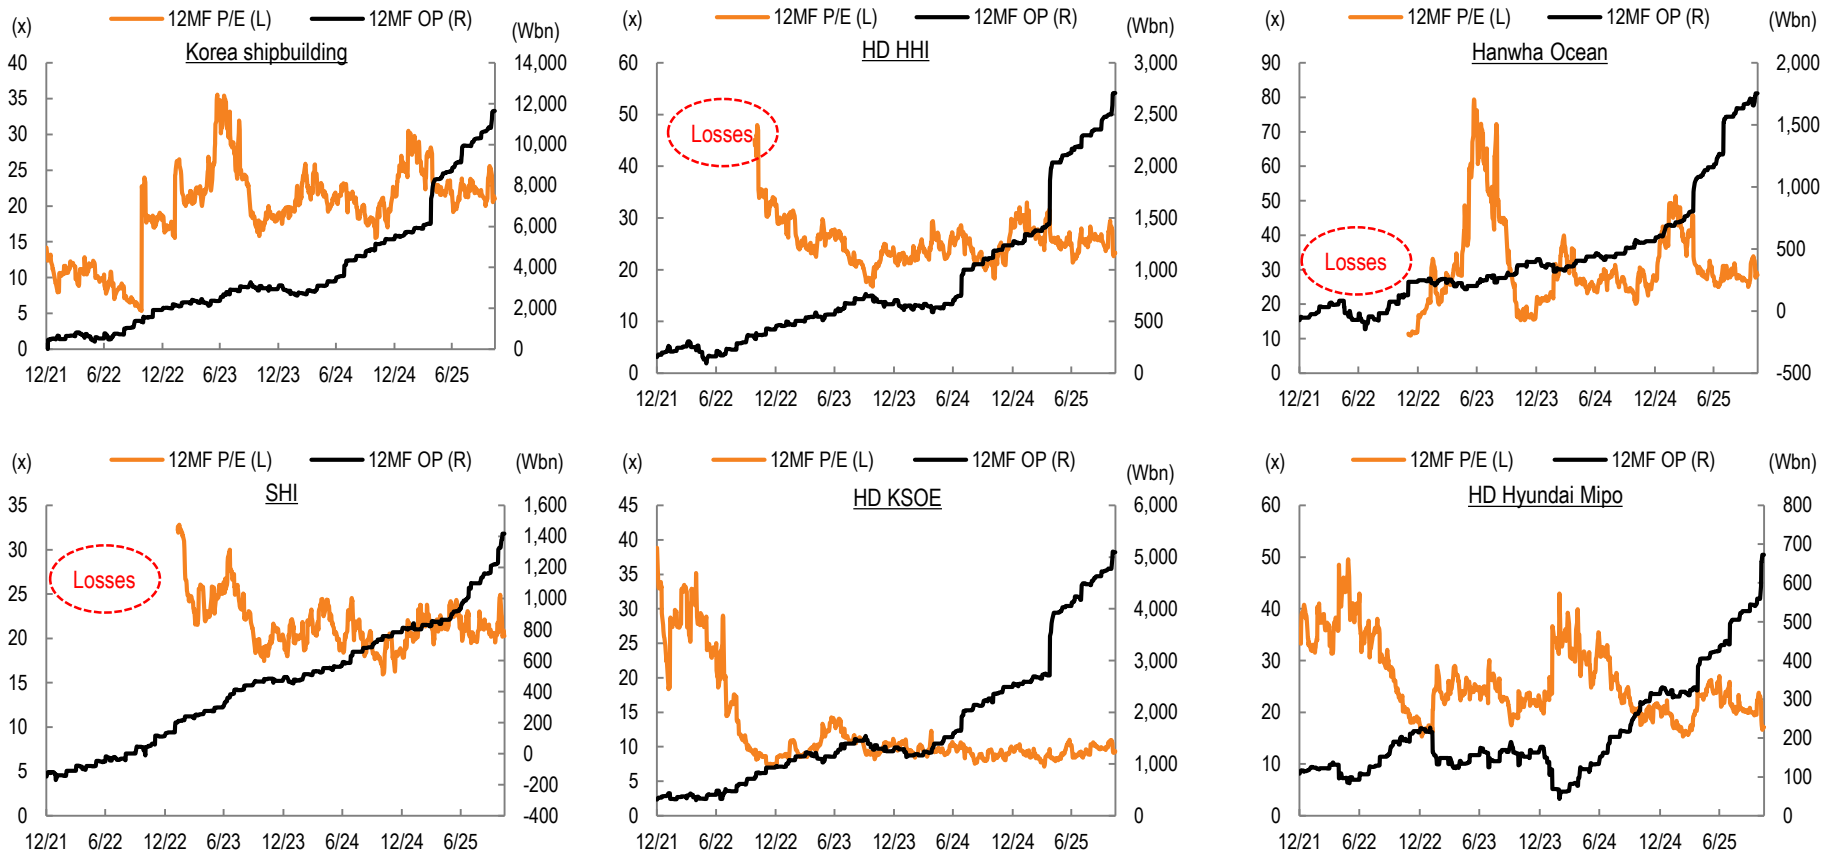 (x) 12MF P/E (L) 12MF OP (R) (Wbn)
Korea shipbuilding
40 14,000
35 12,000
30 10,000
25 8,000
20 6,000
15 4,000
10 2,000
5 0
0
12/21 6/22 12/22 6/23 12/23 6/24 12/24 6/25
(x) 12MF P/E (L) 12MF OP (R) (Wbn)
HD HHI
60 3,000
50 2,500
Losses
40 2,000
30 1,500
20 1,000
10 500
0 0
12/21 6/22 12/22 6/23 12/23 6/24 12/24 6/25
(x) 12MF P/E (L) 12MF OP (R) (Wbn)
Hanwha Ocean
90 2,000
80 1,500
70 1,000
60 500
50 0
40 -500
Losses
30
20
10
0
12/21 6/22 12/22 6/23 12/23 6/24 12/24 6/25
(x) 12MF P/E (L) 12MF OP (R) (Wbn)
SHI
35 1,600
30 1,400
Losses
25 1,200
20 1,000
15 800
10 600
5 400
0 200
0
-200
-400
12/21 6/22 12/22 6/23 12/23 6/24 12/24 6/25
(x) 12MF P/E (L) 12MF OP (R) (Wbn)
HD KSOE
45 6,000
40 5,000
35 4,000
30 3,000
25 2,000
20 1,000
15 0
10
5
0
12/21 6/22 12/22 6/23 12/23 6/24 12/24 6/25
(x) 12MF P/E (L) 12MF OP (R) (Wbn)
HD Hyundai Mipo
60 800
50 700
40 600
30 500
20 400
10 300
0 200
100
0
12/21 6/22 12/22 6/23 12/23 6/24 12/24 6/25